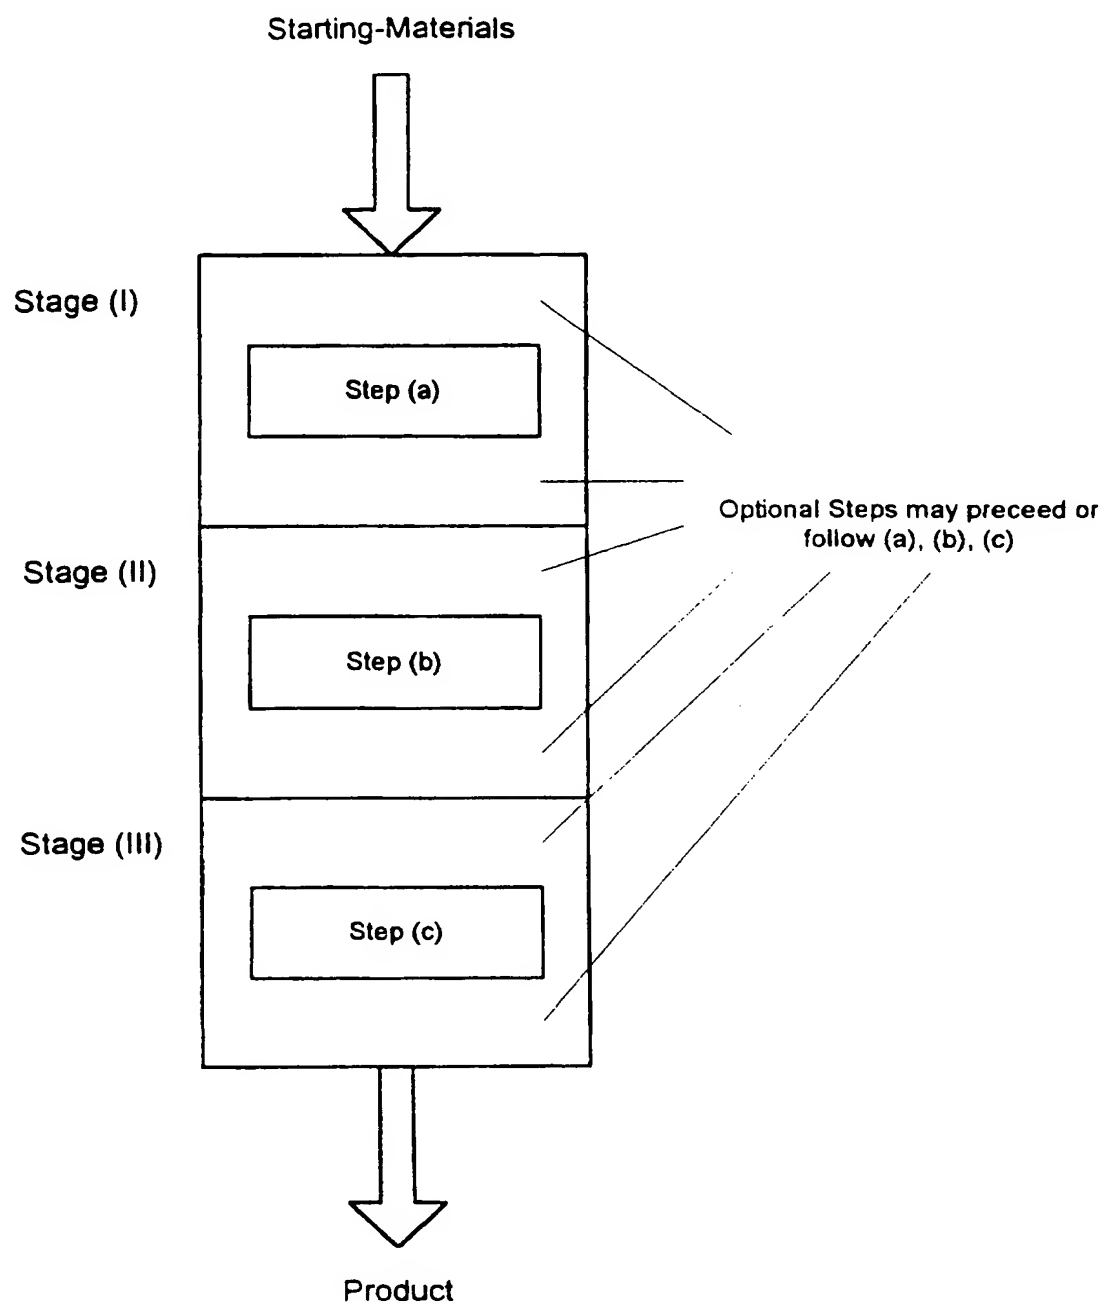 Starting-Materials
Stage (I)
Step (a)
Optional Steps may preceed or
follow (a), (b), (c)
Stage (II)
Step (b)
Stage (III)
Step (c)
Product